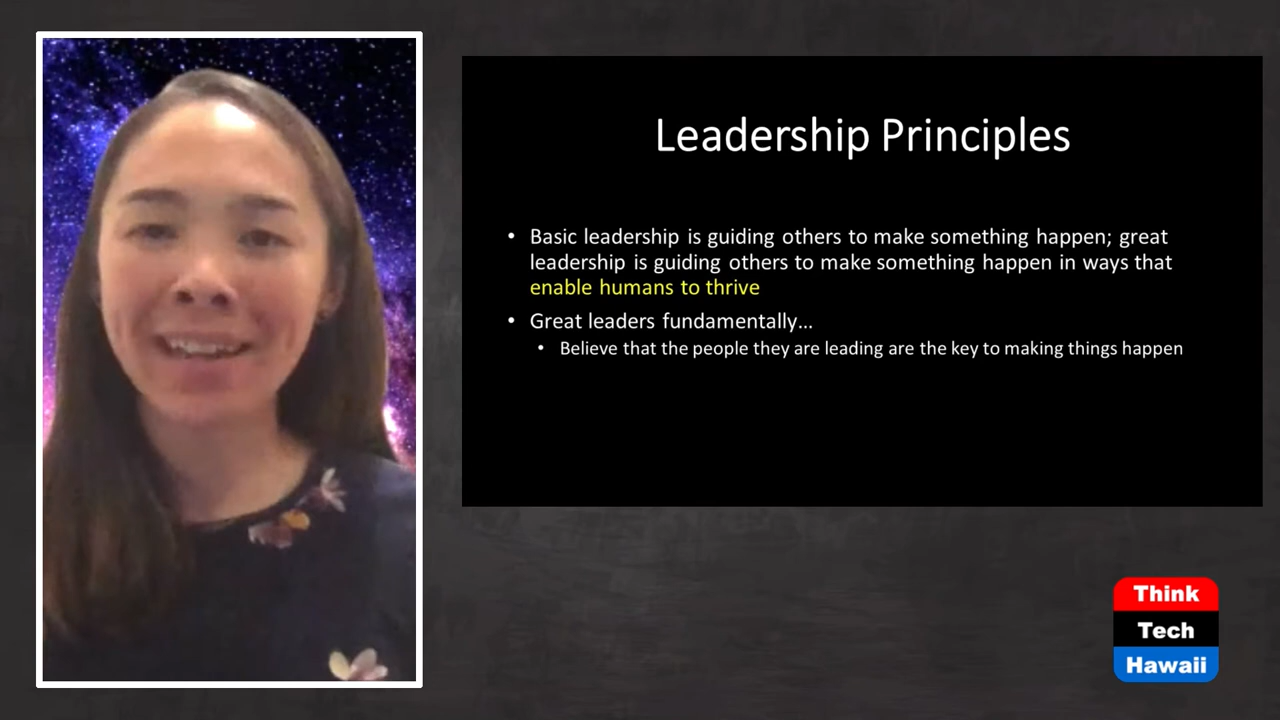 Leadership Principles
• Basic leadership is guiding others to make something happen; great
leadership is guiding others to make something happen in ways that
enable humans to thrive
• Great leaders fundamentally...
• Believe that the people they are leading are the key to making things happen
Think
Tech
Hawaii